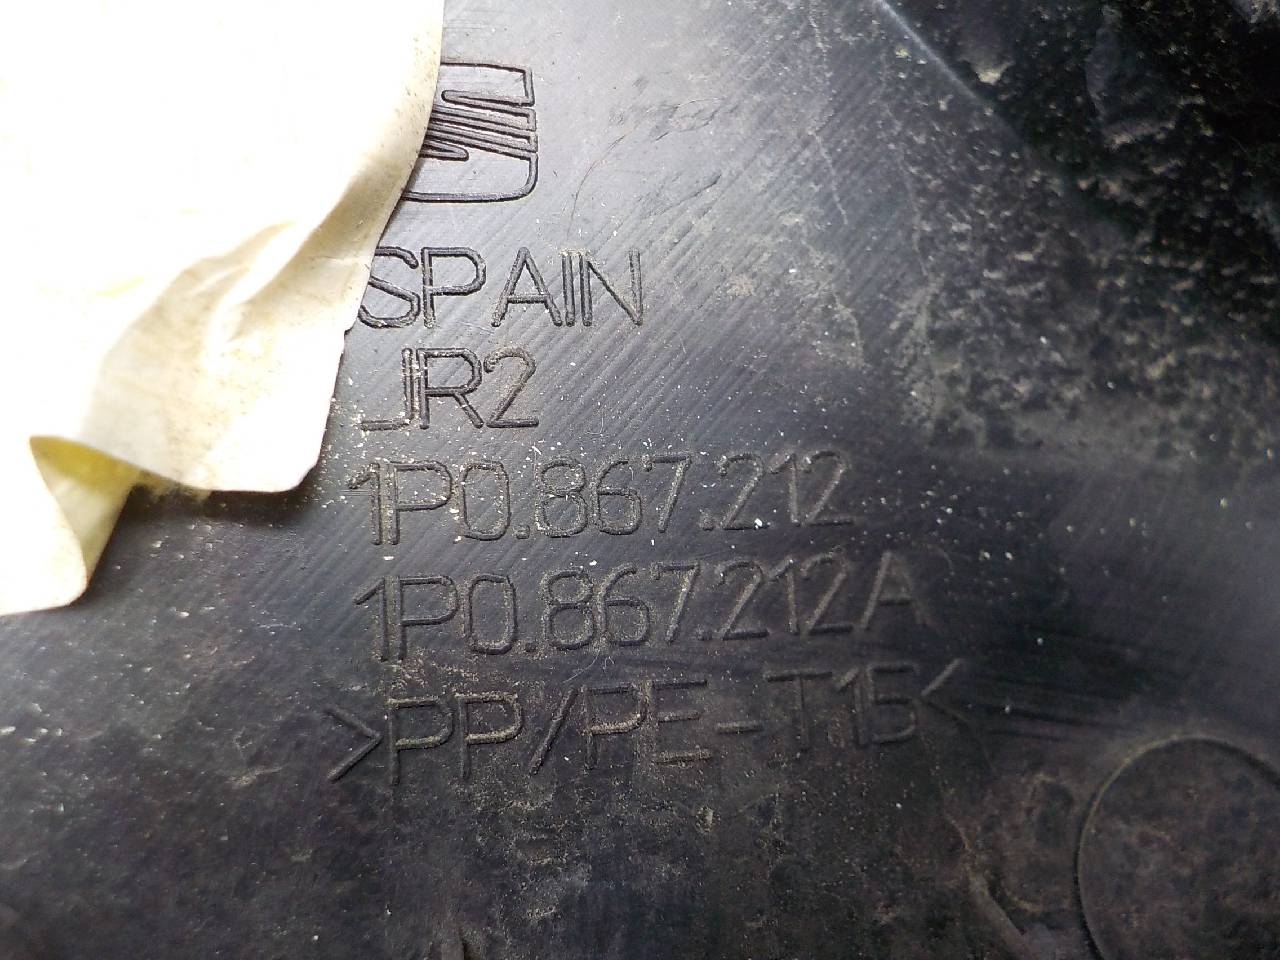 SPAIN
JR2
1P0.867.212
1P0.867.212A
>PP/PE-T15<